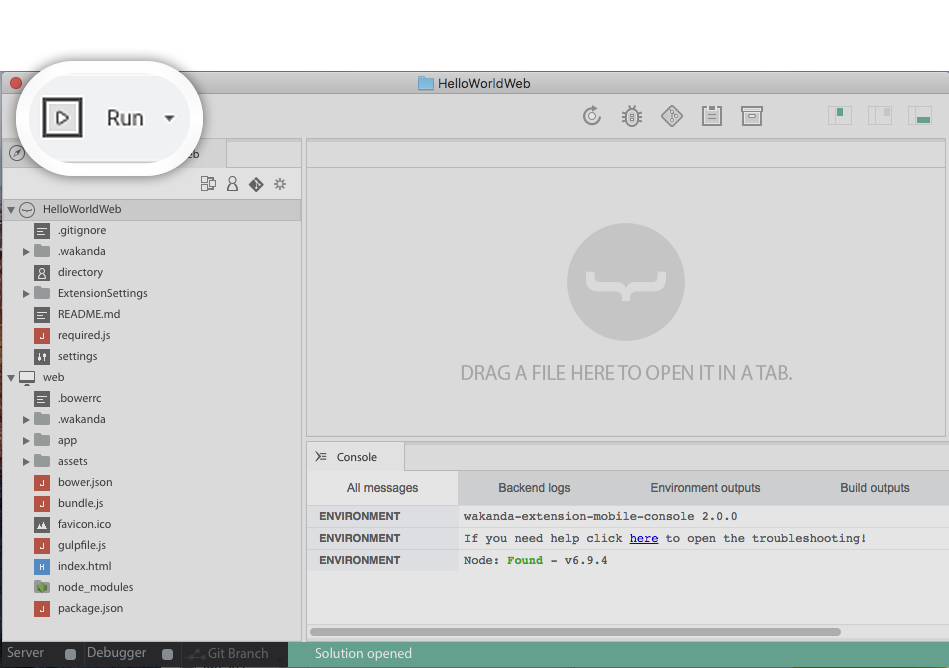 HelloWorldWeb
Run
eb
HelloWorldWeb
.gitignore
.wakanda
directory
ExtensionSettings
README.md
required.js
settings
web
.bowerrc
.wakanda
app
assets
bower.json
bundle.js
favicon.ico
gulpfile.js
index.html
node_modules
package.json
DRAG A FILE HERE TO OPEN IT IN A TAB.
Console
All messages Backend logs Environment outputs Build outputs
ENVIRONMENT wakanda-extension-mobile-console 2.0.0
ENVIRONMENT If you need help click here to open the troubleshooting!
ENVIRONMENT Node: Found - v6.9.4
Server Debugger Git Branch Solution opened